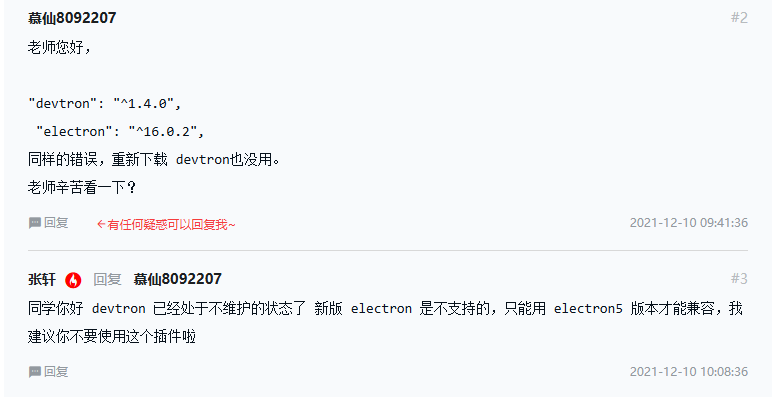 慕仙8092207 #2
老师您好，
"devtron": "^1.4.0",
"electron": "^16.0.2",
同样的错误，重新下载 devtron也没用。
老师辛苦看一下？
回复 ←有任何疑惑可以回复我~ 2021-12-10 09:41:36
张轩 回复 慕仙8092207 #3
同学你好 devtron 已经处于不维护的状态了 新版 electron 是不支持的，只能用 electron5 版本才能兼容，我
建议你不要使用这个插件啦
回复 2021-12-10 10:08:36